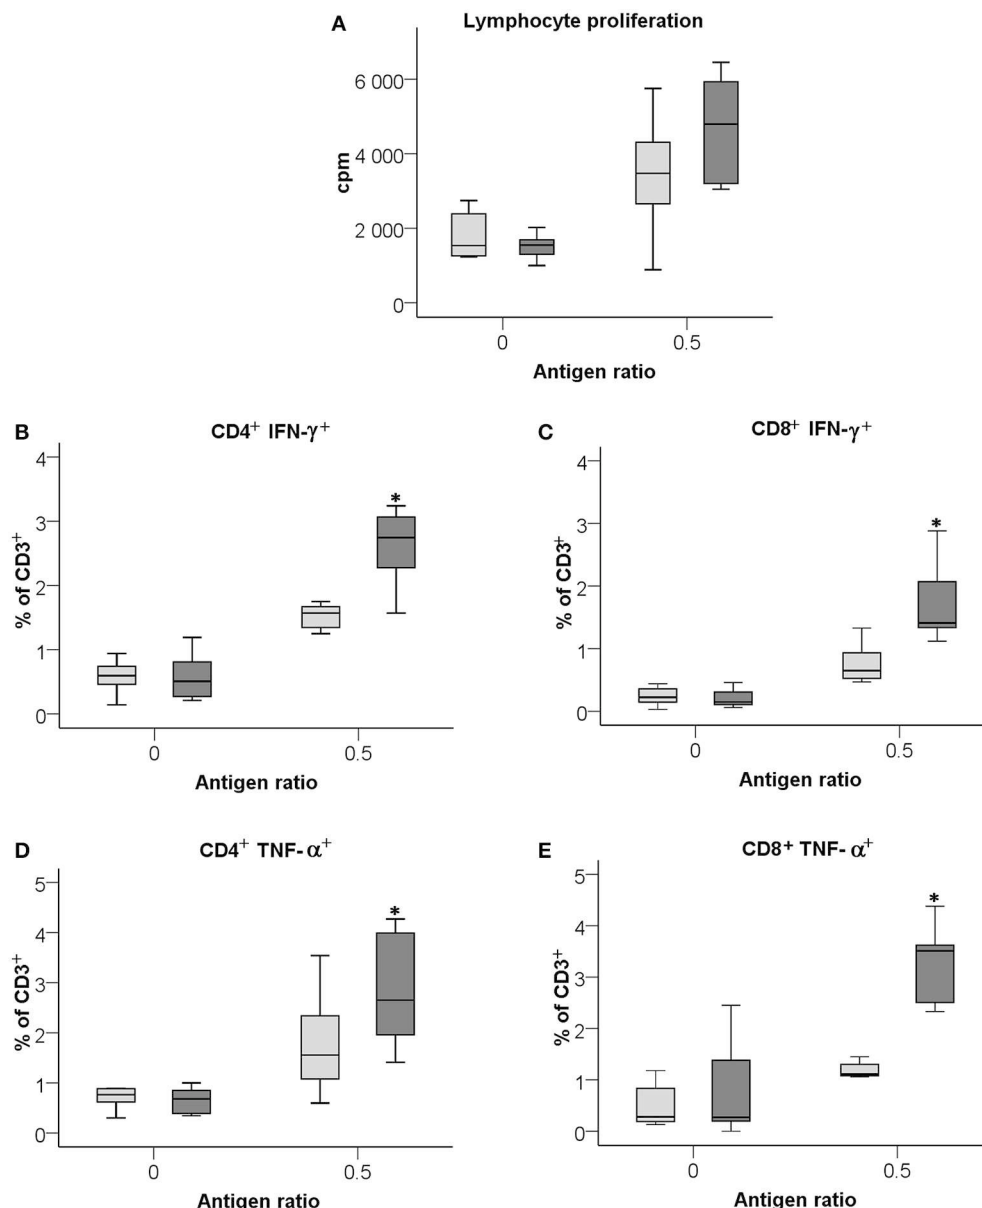 A Lymphocyte proliferation
6 000
4 000
2 000
0
cpm
0 0.5
Antigen ratio
B CD4+ IFN-γ+
4
3
2
1
0
% of CD3+
0 0.5
Antigen ratio
C CD8+ IFN-γ+
4
3
2
1
0
% of CD3+
0 0.5
Antigen ratio
D CD4+ TNF-α+
5
4
3
2
1
0
% of CD3+
0 0.5
Antigen ratio
E CD8+ TNF-α+
5
4
3
2
1
0
% of CD3+
0 0.5
Antigen ratio
*
*
*
*